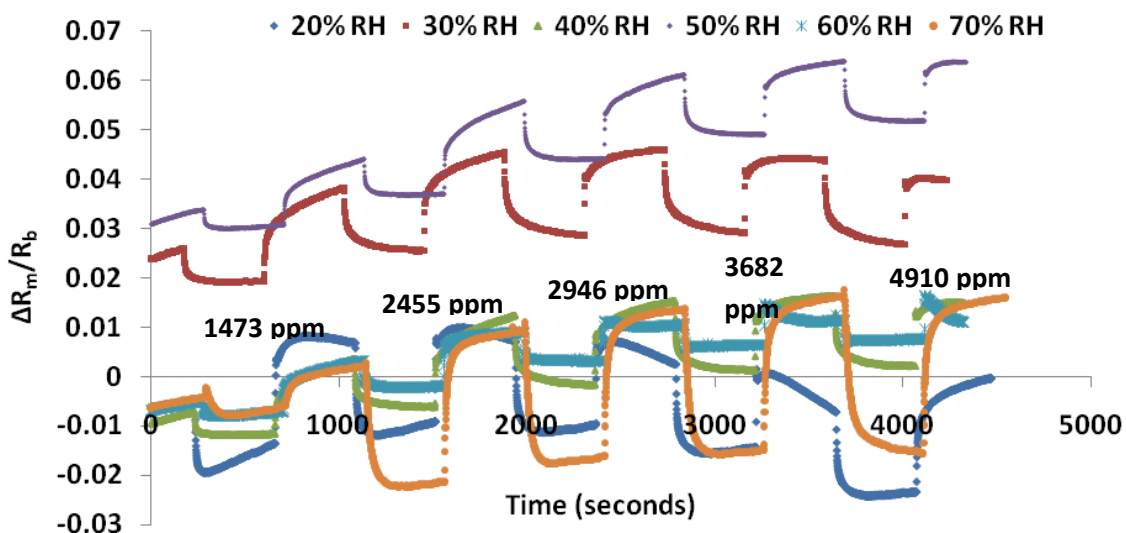 0.07
20% RH 30% RH 40% RH 50% RH 60% RH 70% RH
0.06
0.05
0.04
0.03
0.02
0.01
0
-0.01
-0.02
-0.03
ΔRm/Rb
1473 ppm
2455 ppm
2946 ppm
3682
ppm
4910 ppm
0 1000 2000 3000 4000 5000
Time (seconds)